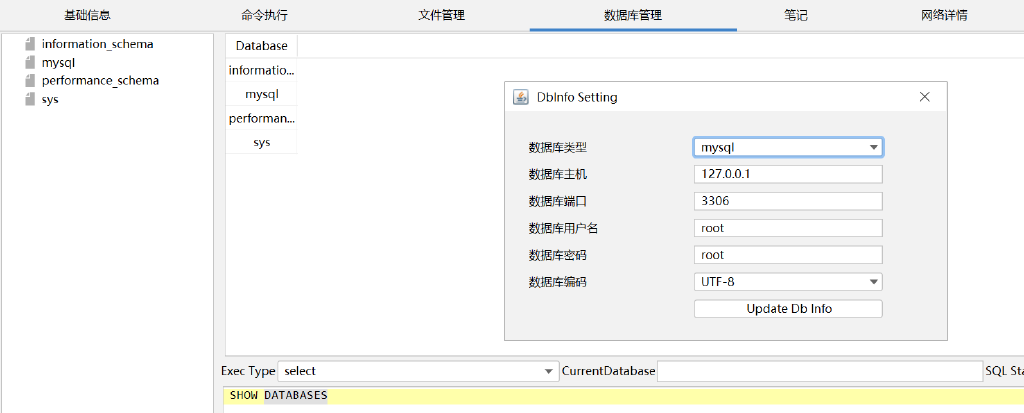 基础信息 命令执行 文件管理 数据库管理 笔记 网络详情
information_schema
mysql
performance_schema
sys
Database
informatio...
mysql
performan...
sys
DbInfo Setting
数据库类型 mysql
数据库主机 127.0.0.1
数据库端口 3306
数据库用户名 root
数据库密码 root
数据库编码 UTF-8
Update Db Info
Exec Type select CurrentDatabase SQL Sta
SHOW DATABASES